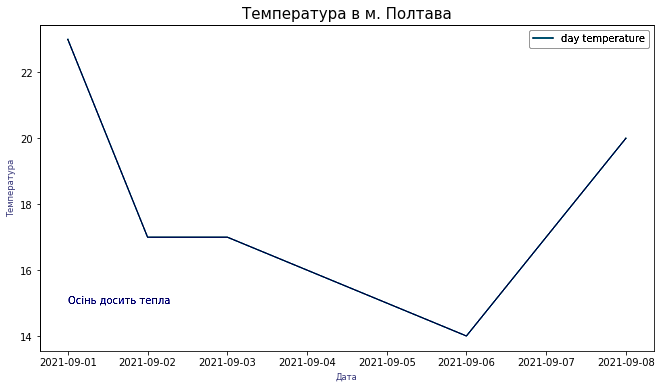 Температура в м. Полтава
day temperature
22
20
18
16
14
Температура
Осінь досить тепла
2021-09-01 2021-09-02 2021-09-03 2021-09-04 2021-09-05 2021-09-06 2021-09-07 2021-09-08
Дата